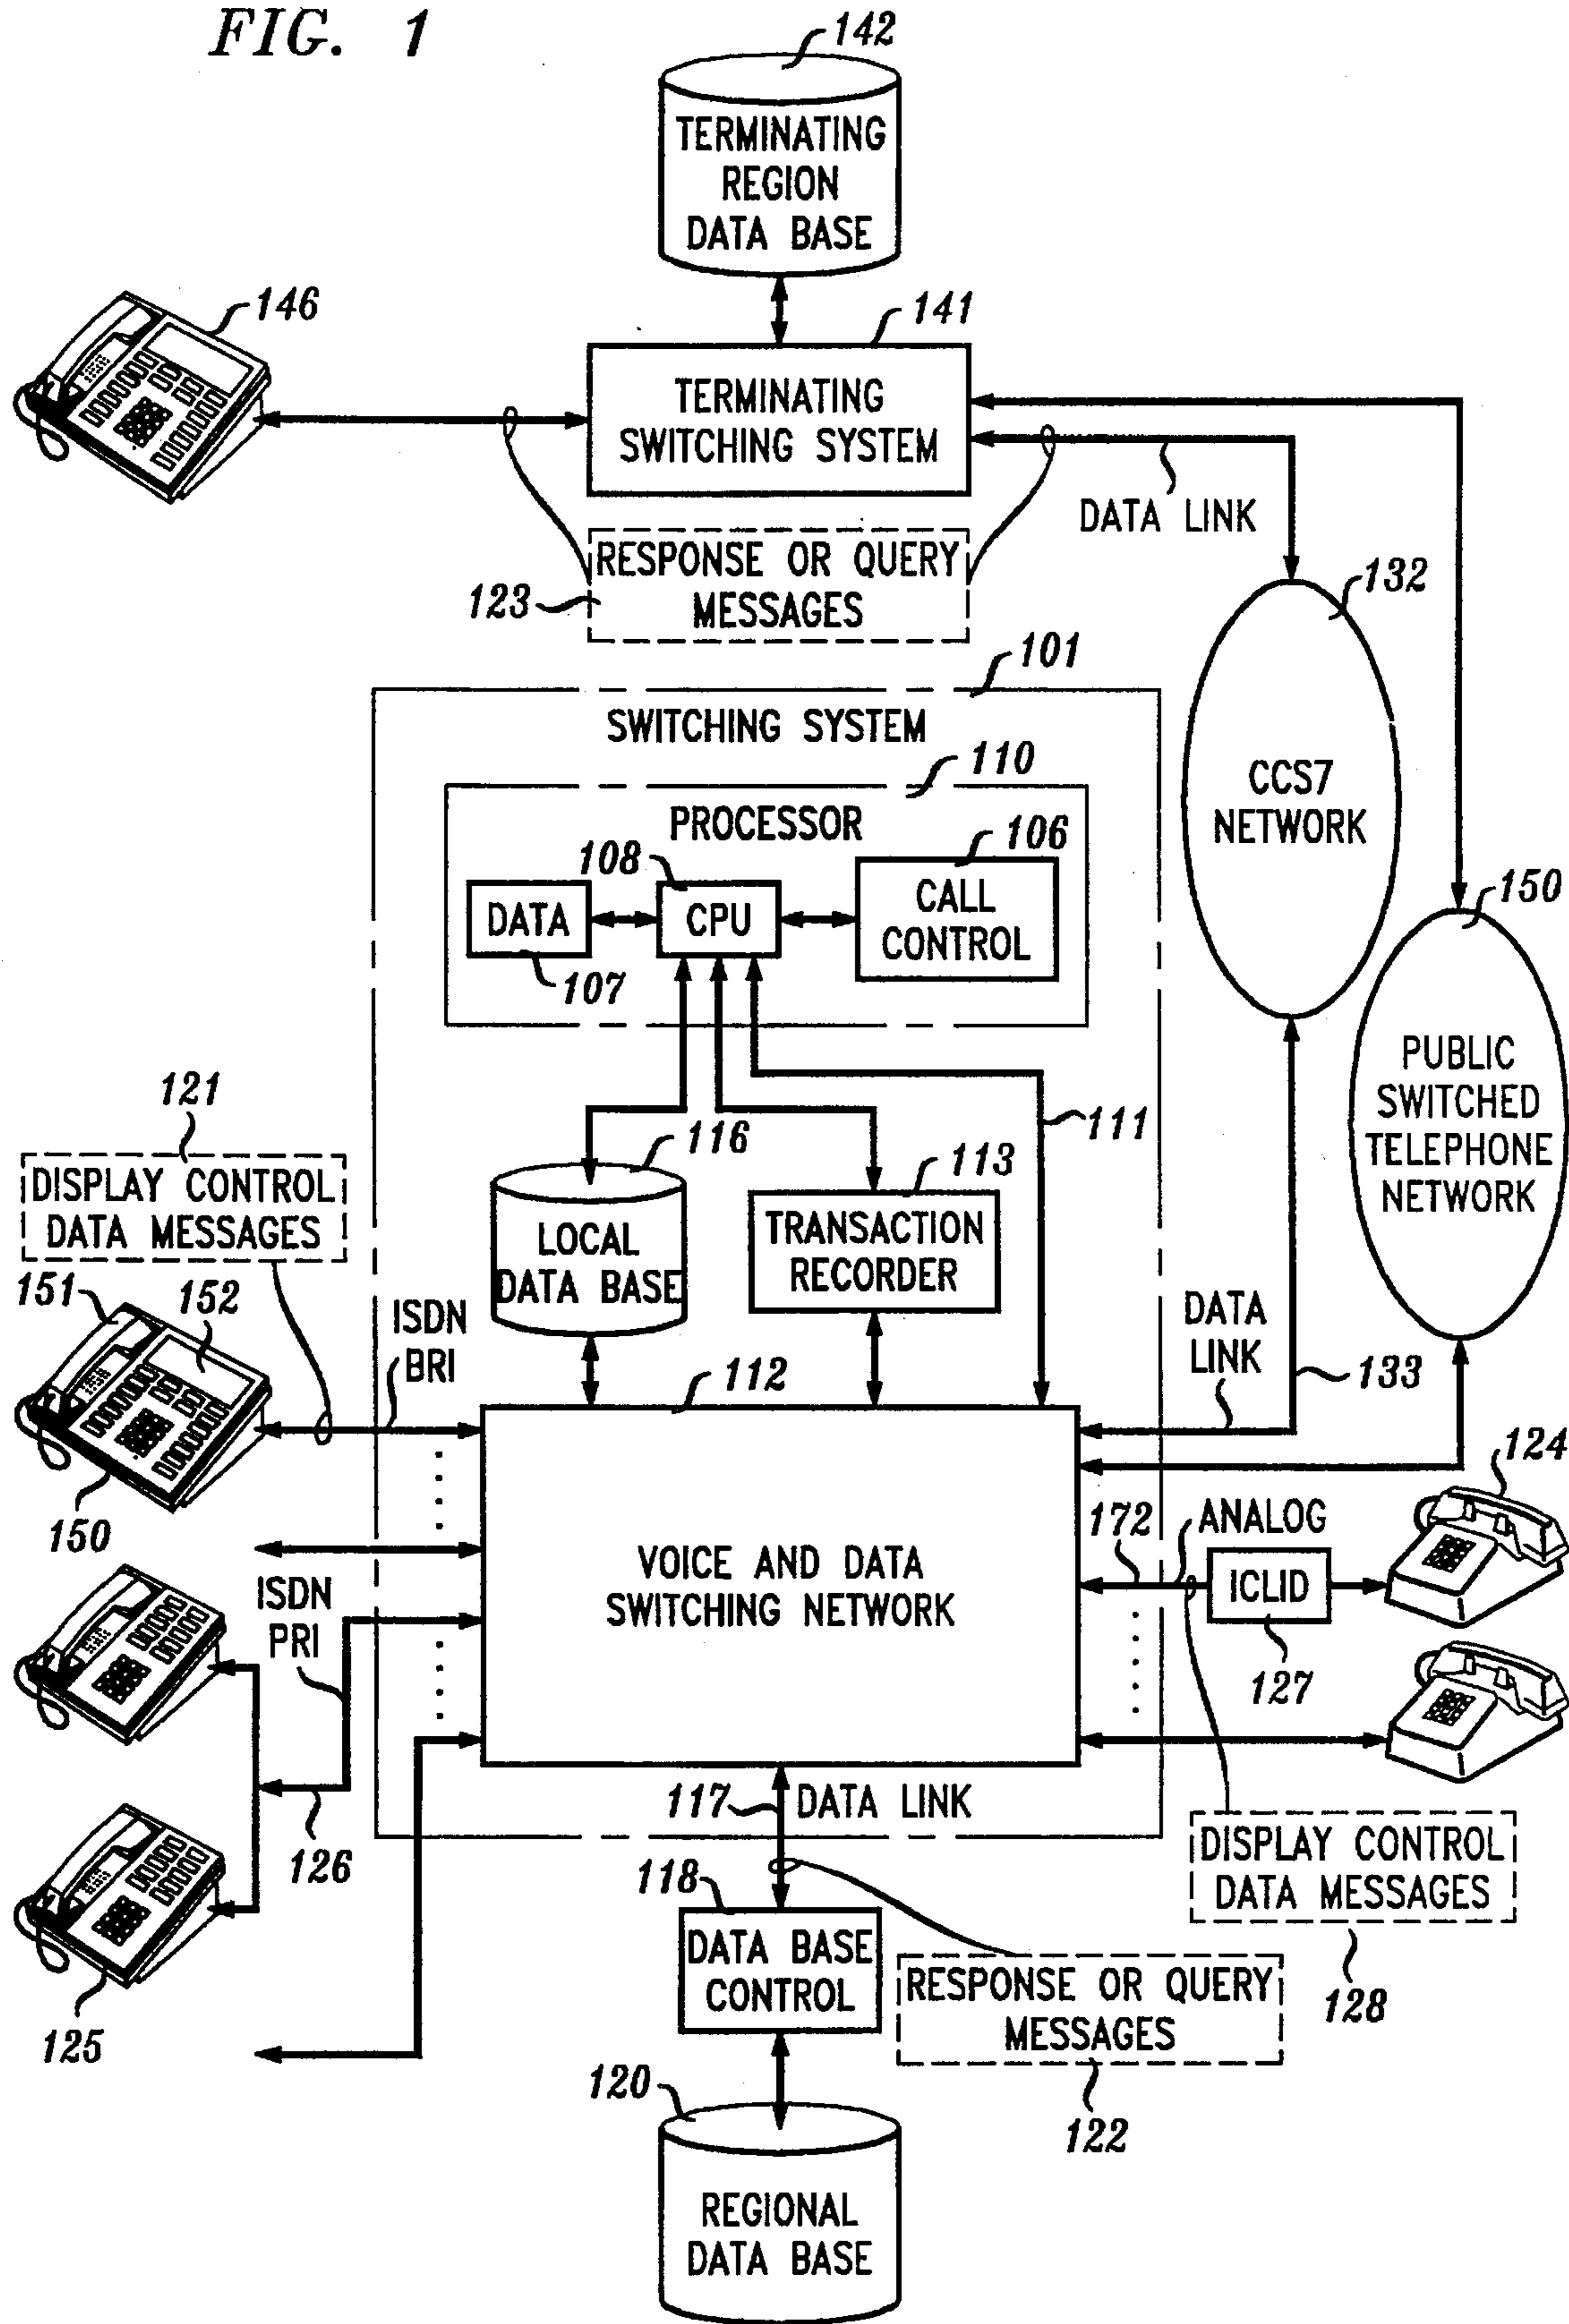 FIG. 1
142
TERMINATING
REGION
DATA BASE
146
141
TERMINATING
SWITCHING SYSTEM
DATA LINK
RESPONSE OR QUERY
MESSAGES
123
132
CCS7
NETWORK
101
SWITCHING SYSTEM
110
PROCESSOR
108
106
DATA
CPU
CALL
CONTROL
107
150
PUBLIC
SWITCHED
TELEPHONE
NETWORK
111
121
DISPLAY CONTROL
DATA MESSAGES
116
LOCAL
DATA BASE
113
TRANSACTION
RECORDER
151
152
ISDN
BRI
150
112
DATA
LINK
133
VOICE AND DATA
SWITCHING NETWORK
172
ANALOG
124
ICLID
127
ISDN
PRI
126
125
117
DATA LINK
DISPLAY CONTROL
DATA MESSAGES
128
118
DATA BASE
CONTROL
RESPONSE OR QUERY
MESSAGES
122
120
REGIONAL
DATA BASE